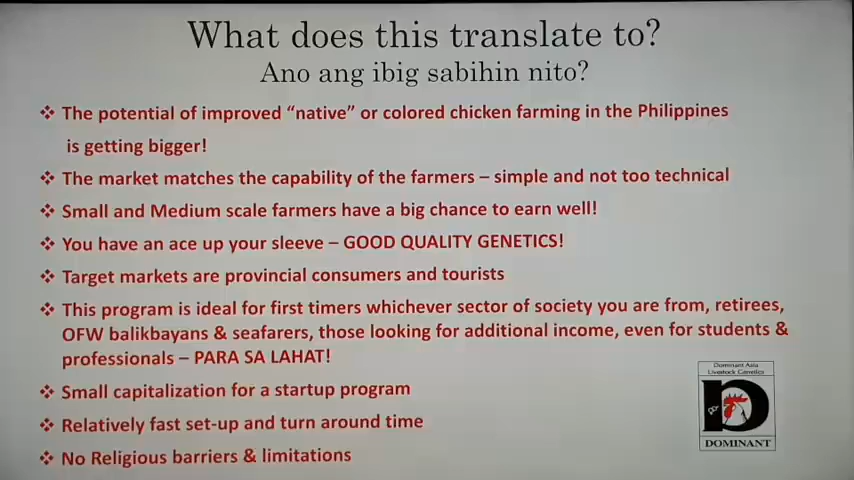 What does this translate to?
Ano ang ibig sabihin nito?
❖ The potential of improved “native” or colored chicken farming in the Philippines
is getting bigger!
❖ The market matches the capability of the farmers – simple and not too technical
❖ Small and Medium scale farmers have a big chance to earn well!
❖ You have an ace up your sleeve – GOOD QUALITY GENETICS!
❖ Target markets are provincial consumers and tourists
❖ This program is ideal for first timers whichever sector of society you are from, retirees,
OFW balikbayans & seafarers, those looking for additional income, even for students &
professionals – PARA SA LAHAT!
❖ Small capitalization for a startup program
❖ Relatively fast set-up and turn around time
❖ No Religious barriers & limitations
Dominant Asia
Livestock Genetics
D
DOMINANT